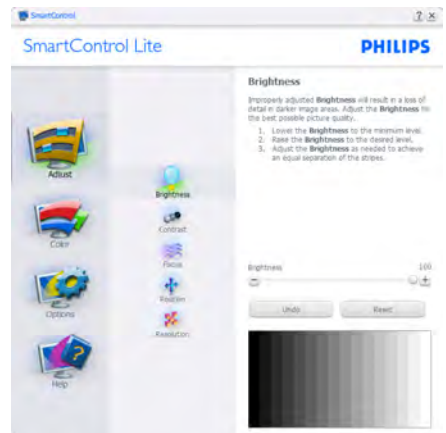 SmartControl
SmartControl Lite
PHILIPS
Adjust
Color
Options
Help
Brightness
Contrast
Focus
Position
Resolution
Brightness
Improperly adjusted Brightness will result in a loss of
detail in darker image areas. Adjust the Brightness for
the best possible picture quality.
1. Lower the Brightness to the minimum level.
2. Raise the Brightness to the desired level.
3. Adjust the Brightness as needed to achieve
an equal separation of the stripes.
Brightness 100
Undo Reset